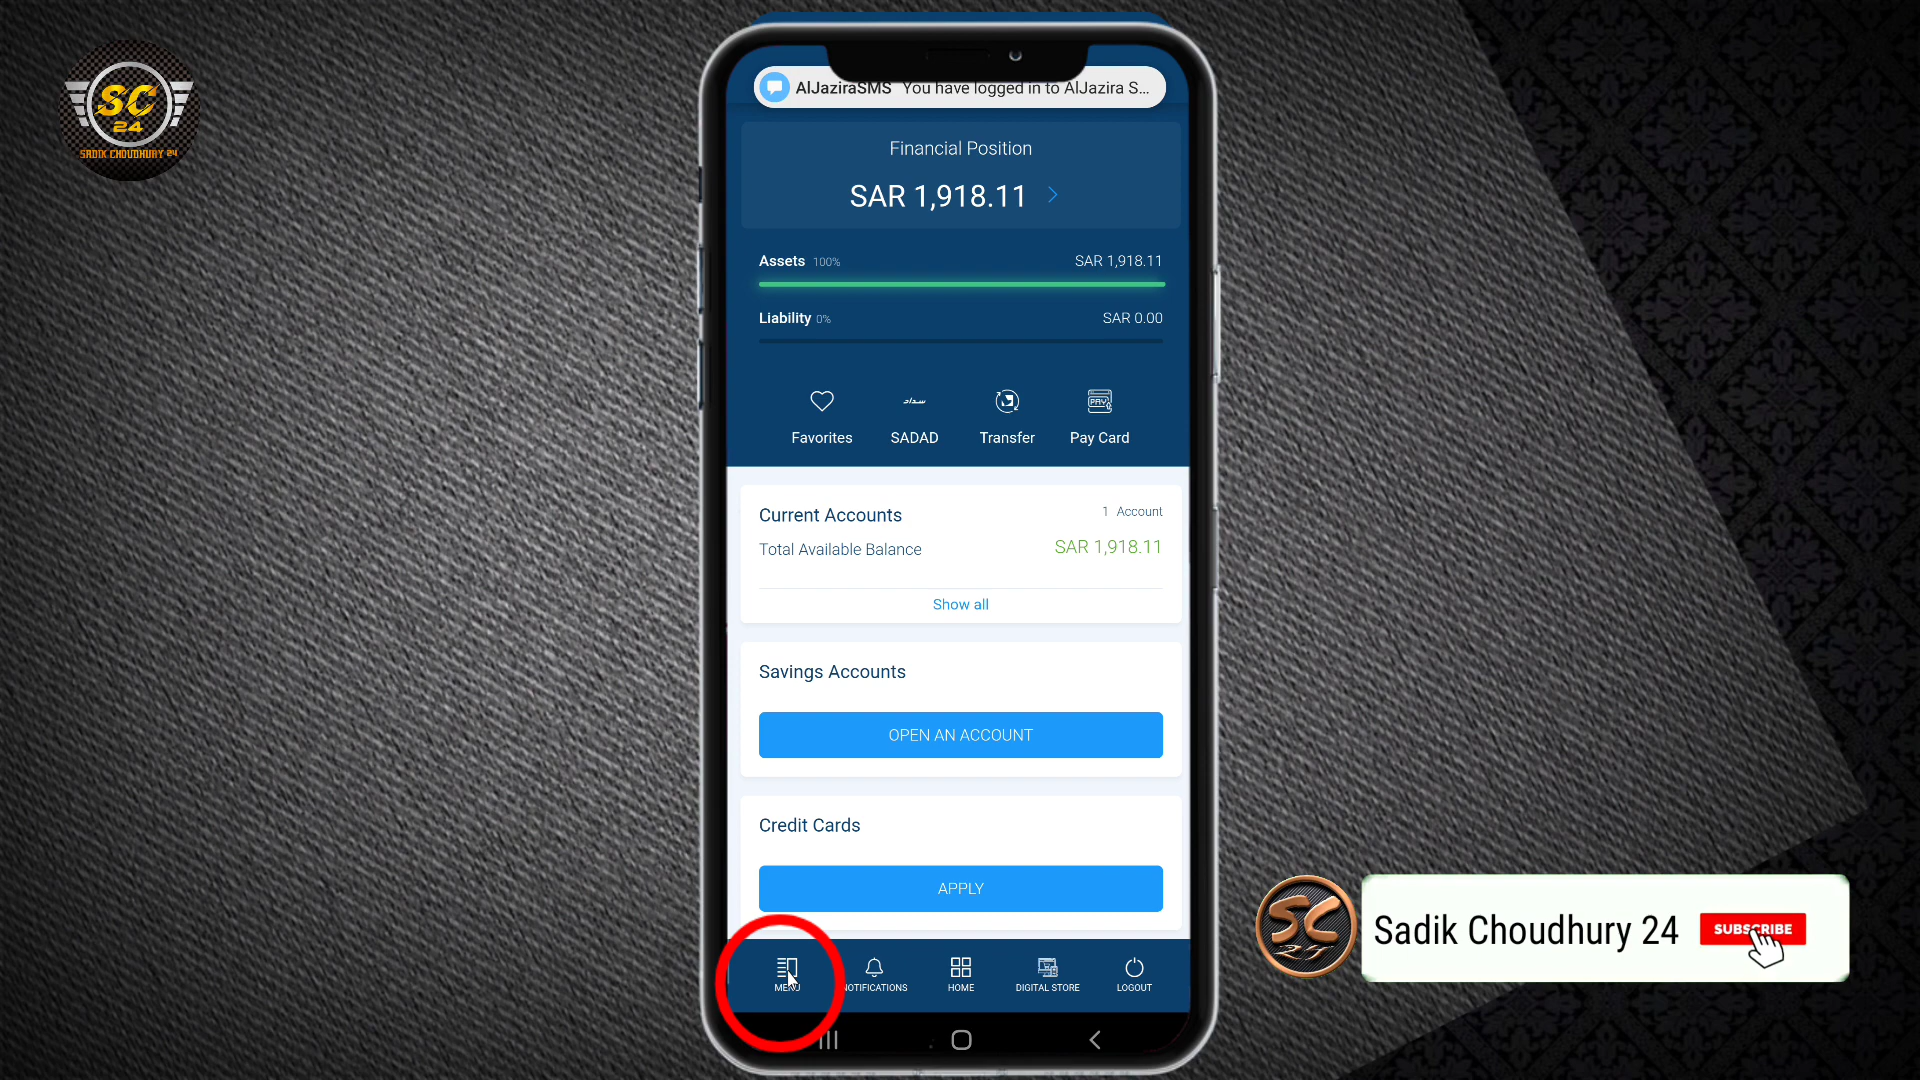 SC
24
SADIK CHOUDHURY 24
AlJaziraSMS You have logged in to AlJazira S...
Financial Position
SAR 1,918.11
Assets 100% SAR 1,918.11
Liability 0% SAR 0.00
سداد
PAY
Favorites SADAD Transfer Pay Card
Current Accounts 1 Account
Total Available Balance SAR 1,918.11
Show all
Savings Accounts
OPEN AN ACCOUNT
Credit Cards
APPLY
MENU NOTIFICATIONS HOME DIGITAL STORE LOGOUT
SC
24
Sadik Choudhury 24 SUBSCRIBE